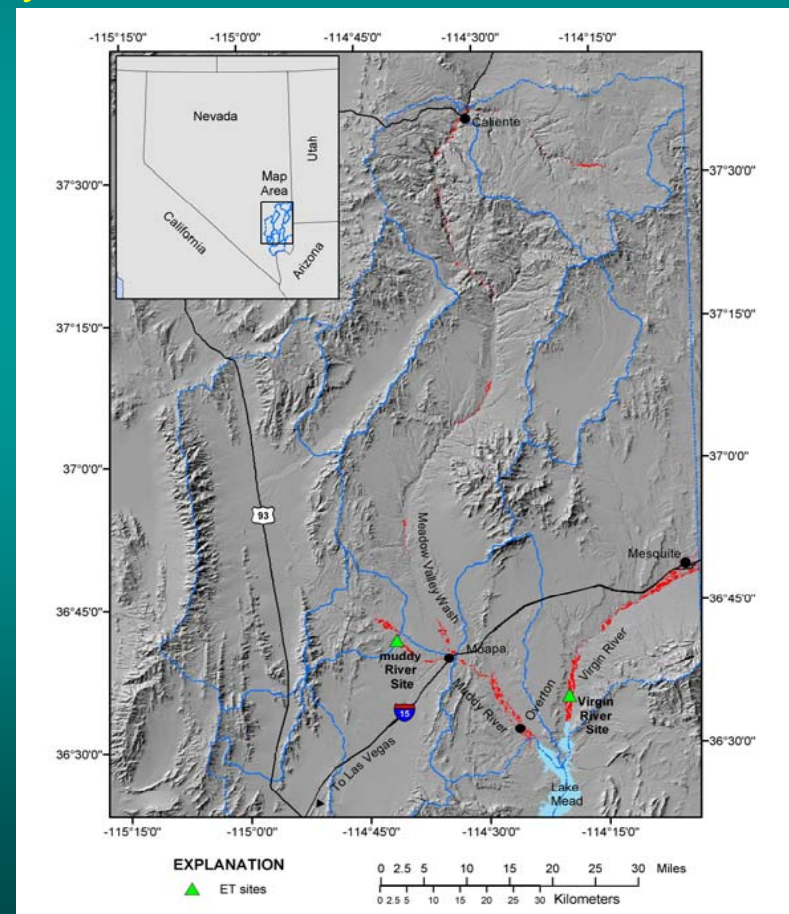 -115°15'0" -115°0'0" -114°45'0" -114°30'0" -114°15'0"
Nevada
Utah
Map
Area
California
Arizona
Caliente
37°30'0" 37°30'0"
37°15'0" 37°15'0"
37°0'0" 37°0'0"
93
Meadow Valley Wash
Mesquite
36°45'0" 36°45'0"
muddy
River
Site
Moapa
Virgin River
Muddy River
Overton
Virgin
River
Site
15
36°30'0" 36°30'0"
To Las Vegas
Lake
Mead
-115°15'0" -115°0'0" -114°45'0" -114°30'0" -114°15'0"
EXPLANATION
ET sites
0 2.5 5 10 15 20 25 30 Miles
0 2.5 5 10 15 20 25 30 Kilometers